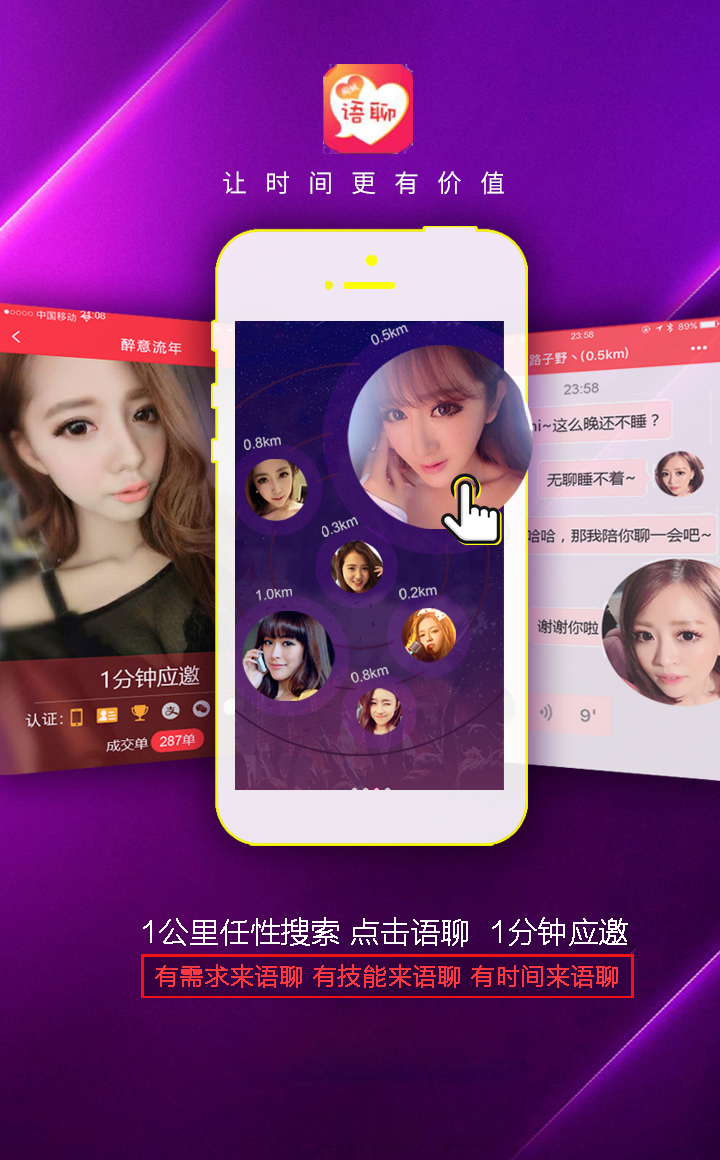 同城
语聊
让时间更有价值
中国移动
21:08
醉意流年
1分钟应邀
认证:
成交单 287单
0.5km
0.8km
0.3km
1.0km
0.2km
0.8km
23:58
89%
路子野丶(0.5km)
23:58
hi~这么晚还不睡？
无聊睡不着~
哈哈，那我陪你聊一会吧~
谢谢你啦
9'
1公里任性搜索 点击语聊 1分钟应邀
有需求来语聊 有技能来语聊 有时间来语聊